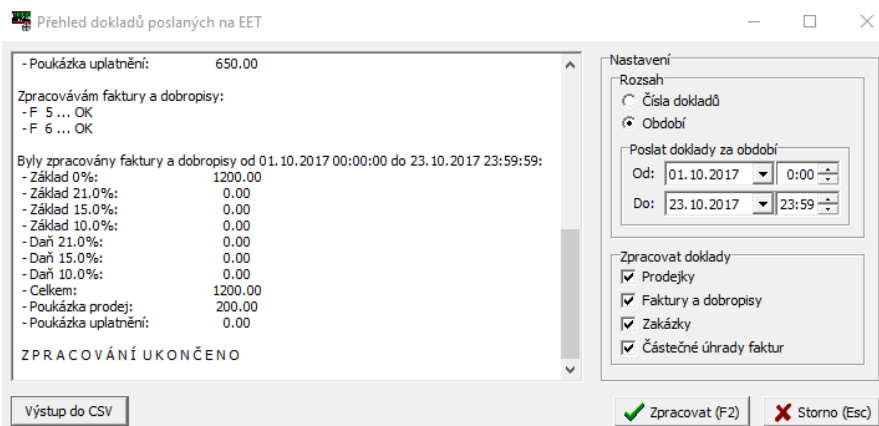 Přehled dokladů poslaných na EET
- Poukázka uplatnění: 650.00
Zpracovávám faktury a dobropisy:
- F 5 ... OK
- F 6 ... OK
Byly zpracovány faktury a dobropisy od 01.10.2017 00:00:00 do 23.10.2017 23:59:59:
- Základ 0%: 1200.00
- Základ 21.0%: 0.00
- Základ 15.0%: 0.00
- Základ 10.0%: 0.00
- Daň 21.0%: 0.00
- Daň 15.0%: 0.00
- Daň 10.0%: 0.00
- Celkem: 1200.00
- Poukázka prodej: 200.00
- Poukázka uplatnění: 0.00
Z P R A C O V Á N Í U K O N Č E N O
Nastavení
Rozsah
Čísla dokladů
Období
Poslat doklady za období
Od: 01.10.2017 0:00
Do: 23.10.2017 23:59
Zpracovat doklady
Prodejky
Faktury a dobropisy
Zakázky
Částečné úhrady faktur
Výstup do CSV
Zpracovat (F2)
Storno (Esc)